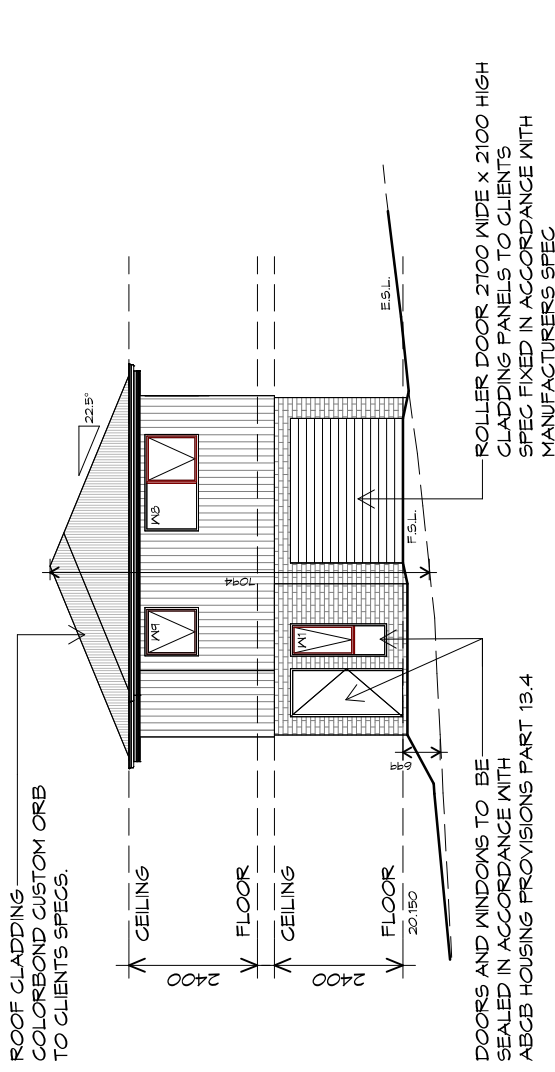 ROOF CLADDING
COLORBOND CUSTOM ORB
TO CLIENTS SPECS.
22.5°
CEILING
FLOOR
CEILING
FLOOR
20.150
2400
2400
W9
W8
W1
7094
699
E.S.L.
F.S.L.
DOORS AND WINDOWS TO BE
SEALED IN ACCORDANCE WITH
ABCB HOUSING PROVISIONS PART 13.4
ROLLER DOOR 2700 WIDE x 2100 HIGH
CLADDING PANELS TO CLIENTS
SPEC FIXED IN ACCORDANCE WITH
MANUFACTURERS SPEC